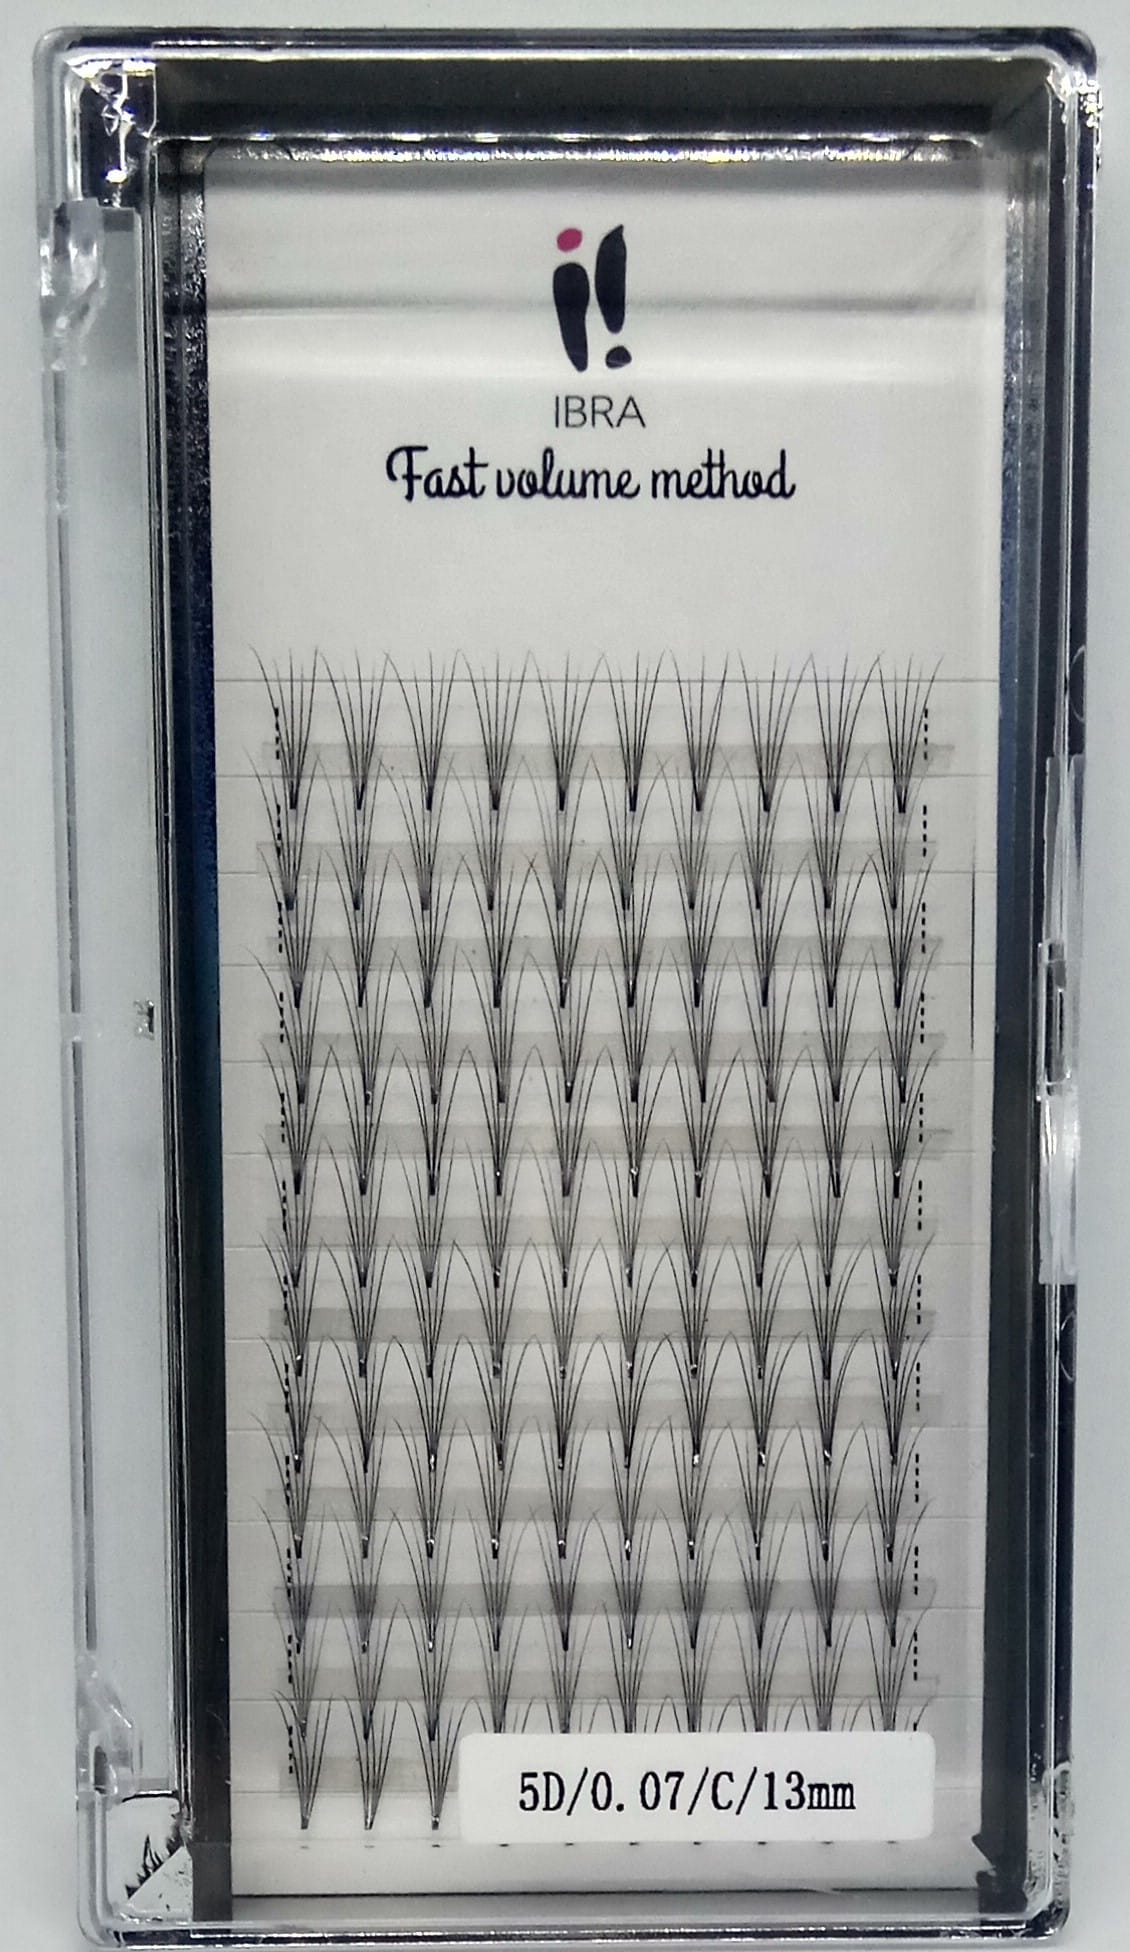 IBRA
Fast volume method
5D/0.07/C/13mm